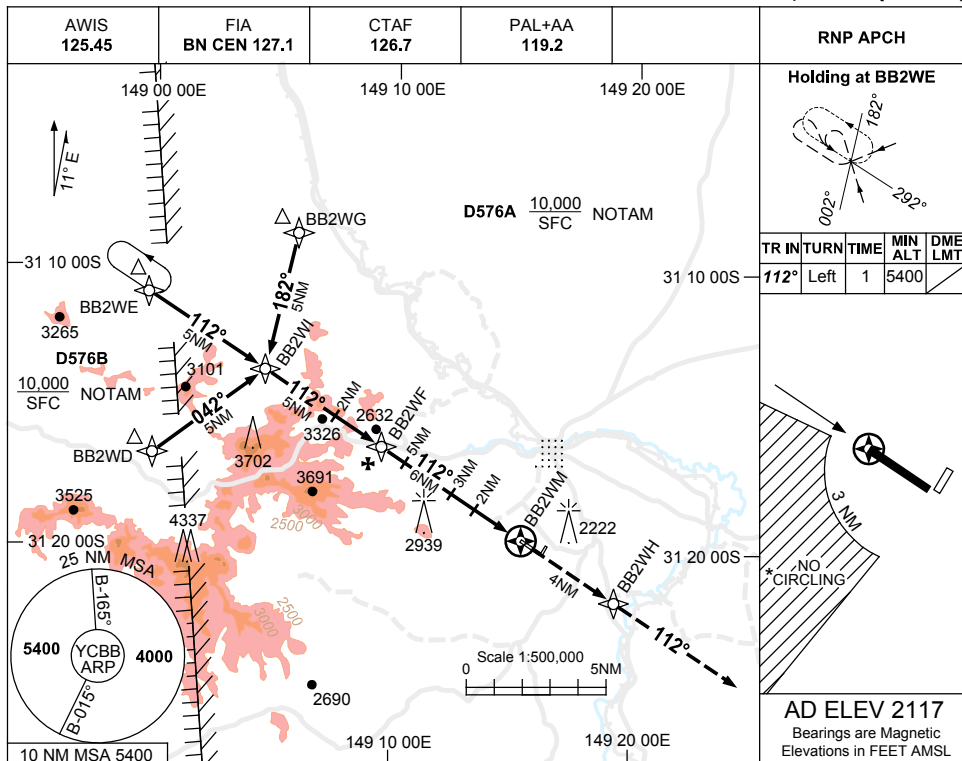 AWIS
125.45
FIA
BN CEN 127.1
CTAF
126.7
PAL+AA
119.2
RNP APCH
149 00 00E
149 10 00E
149 20 00E
11° E
BB2WG
D576A 10,000 SFC NOTAM
31 10 00S
31 10 00S
BB2WE
182°
5NM
112°
5NM
BB2WI
3265
D576B
10,000 SFC NOTAM
3101
042°
5NM
BB2WD
112°
5NM
2NM
3326
2632
BB2WF
3702
3691
3000
2500
5NM
112°
6NM
3NM
2NM
BB2WM
2939
2222
3525
4337
31 20 00S
31 20 00S
4NM
BB2WH
112°
2500
3000
25 NM MSA
B-165°
5400
YCBB
ARP
4000
B-015°
10 NM MSA 5400
2690
Scale 1:500,000
0
5NM
149 10 00E
149 20 00E
Holding at BB2WE
182°
002°
292°
TR IN TURN TIME MIN ALT DME LMT
112° Left 1 5400
3 NM
* NO
CIRCLING
AD ELEV 2117
Bearings are Magnetic
Elevations in FEET AMSL